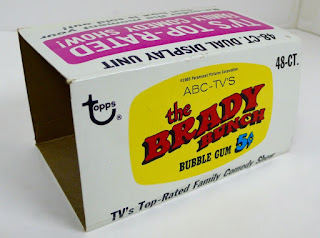 TV'S TOP-RATED
FAMILY COMEDY SHOW!
48-CT. DUAL DISPLAY UNIT
topps
®
©1969 Paramount Pictures Corporation
ABC-TV'S
the
BRADY
BUNCH
BUBBLE GUM 5¢
48-CT.
TV's Top-Rated Family Comedy Show